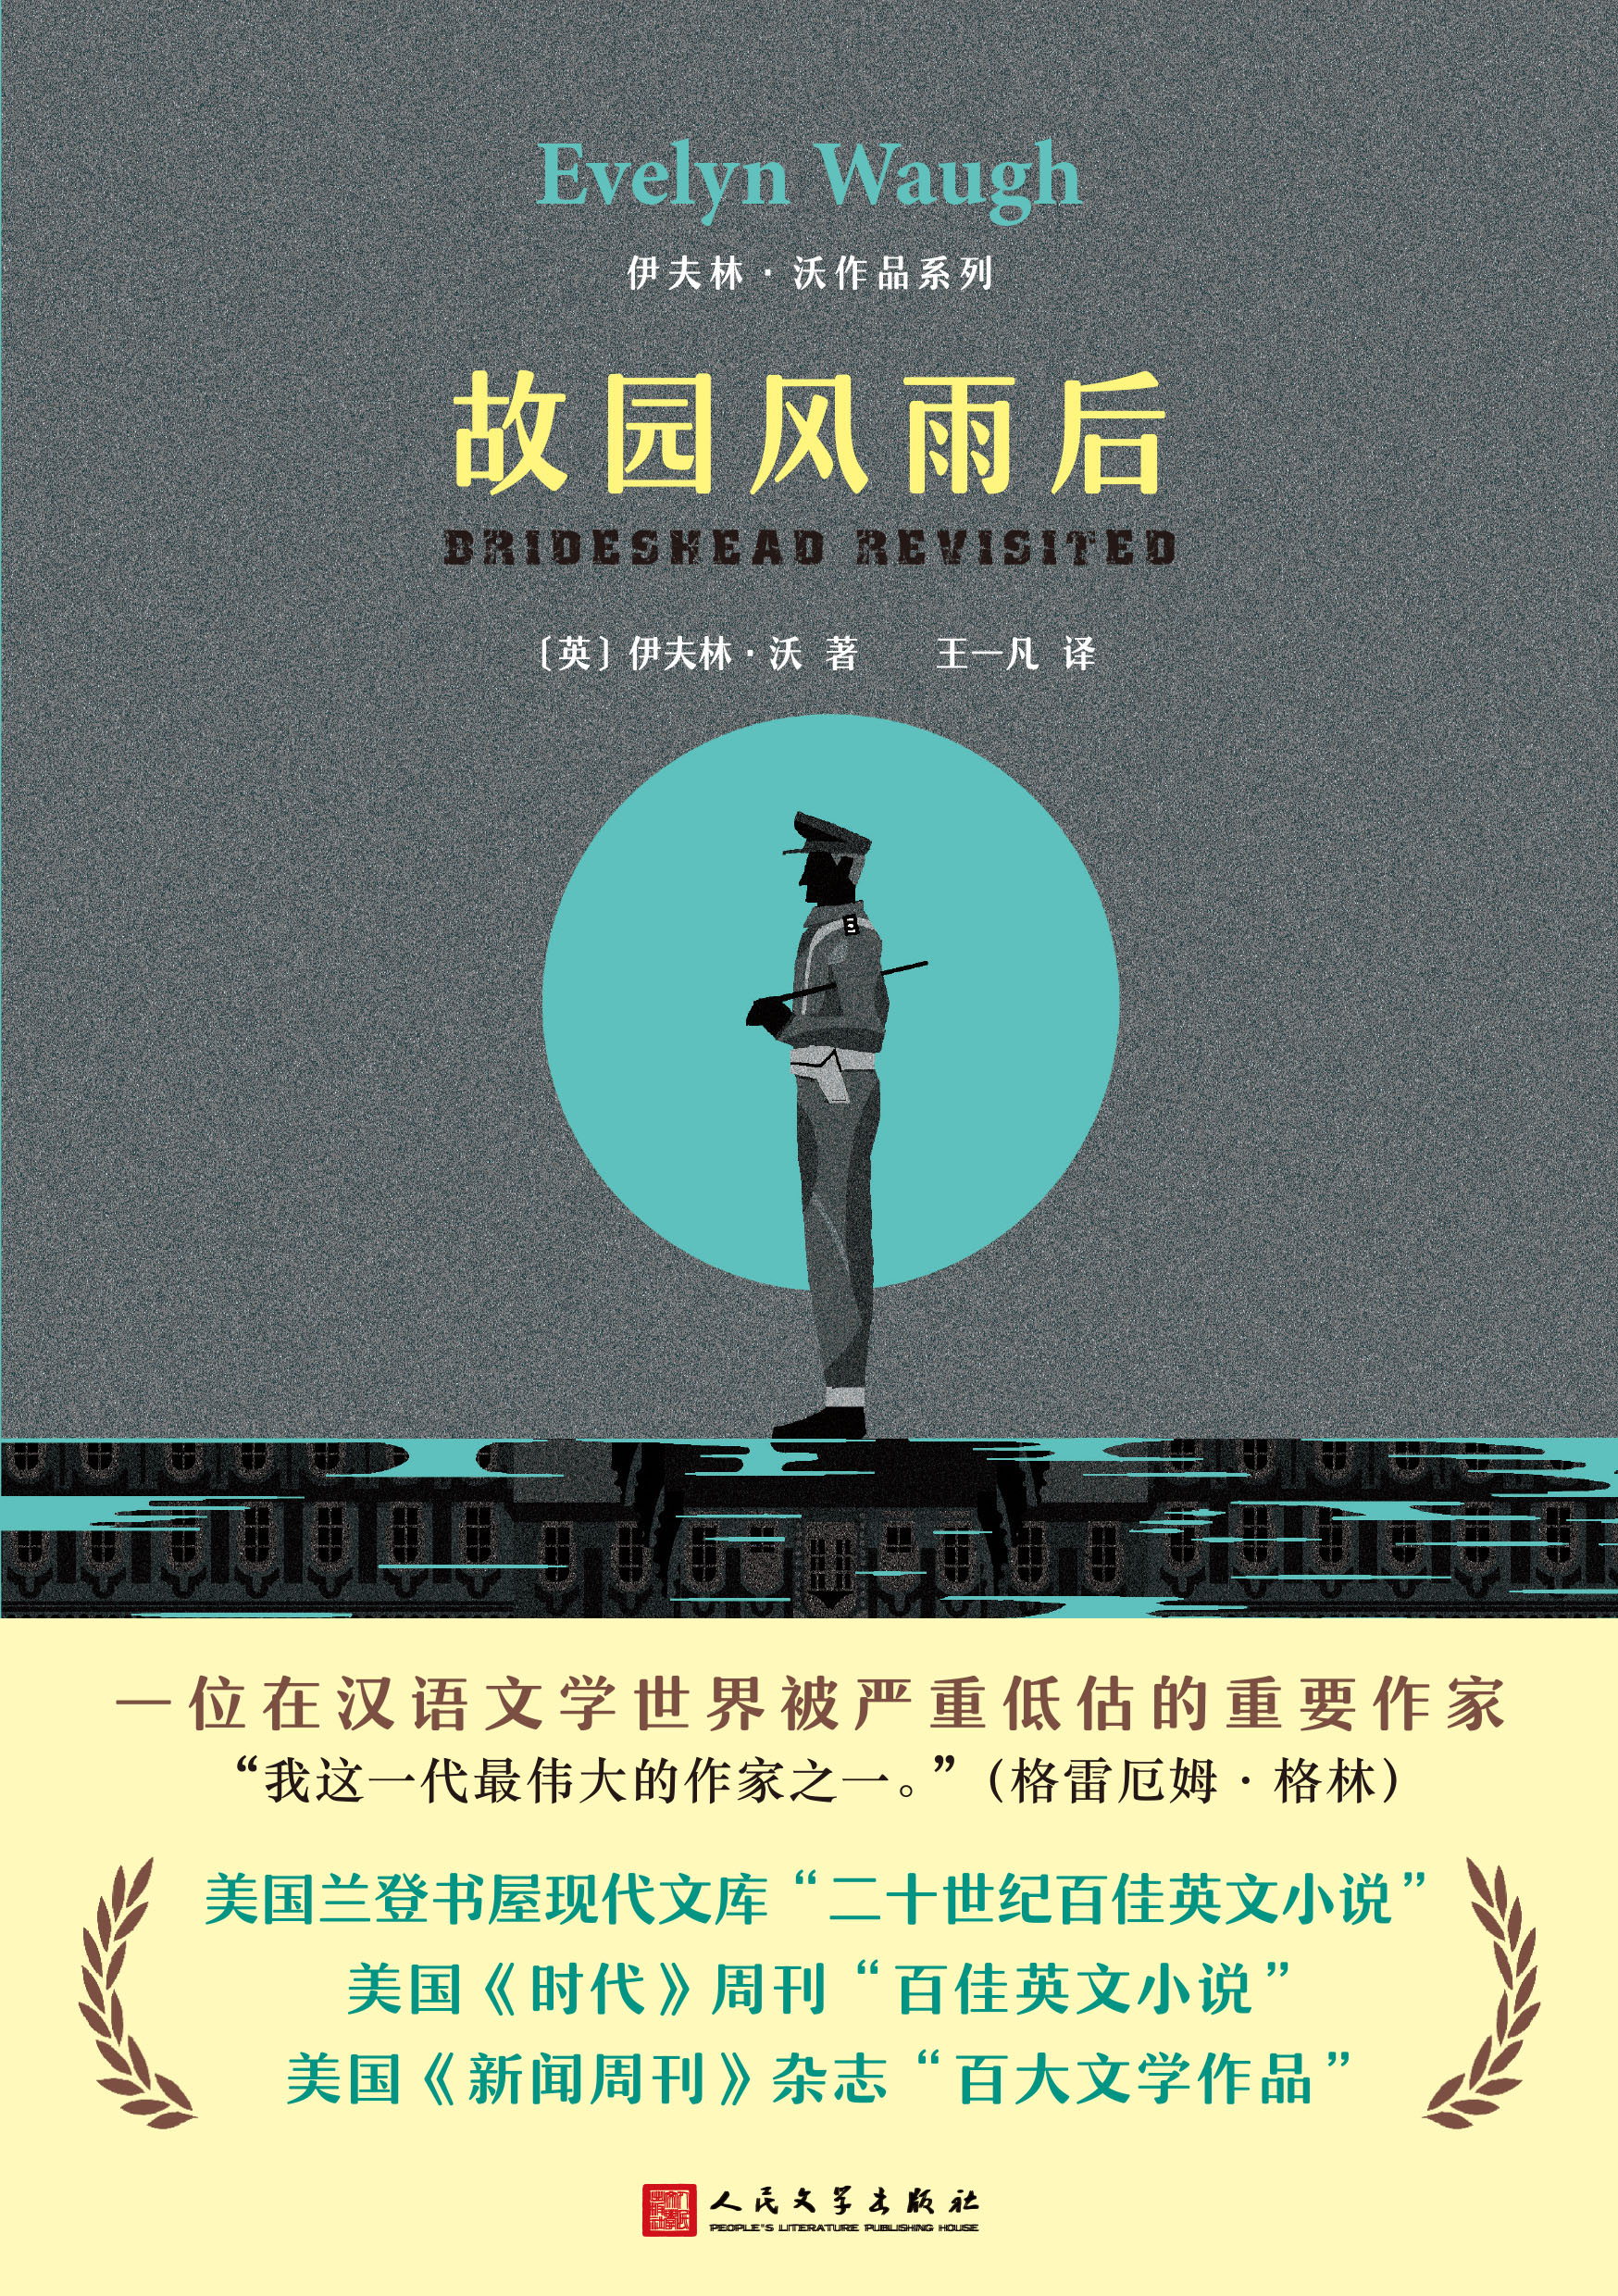 Evelyn Waugh
伊夫林·沃作品系列
故园风雨后
BRIDESHEAD REVISITED
〔英〕伊夫林·沃 著 王一凡 译
一位在汉语文学世界被严重低估的重要作家
“我这一代最伟大的作家之一。”（格雷厄姆·格林）
美国兰登书屋现代文库“二十世纪百佳英文小说”
美国《时代》周刊“百佳英文小说”
美国《新闻周刊》杂志“百大文学作品”
人民文学出版社
PEOPLE'S LITERATURE PUBLISHING HOUSE